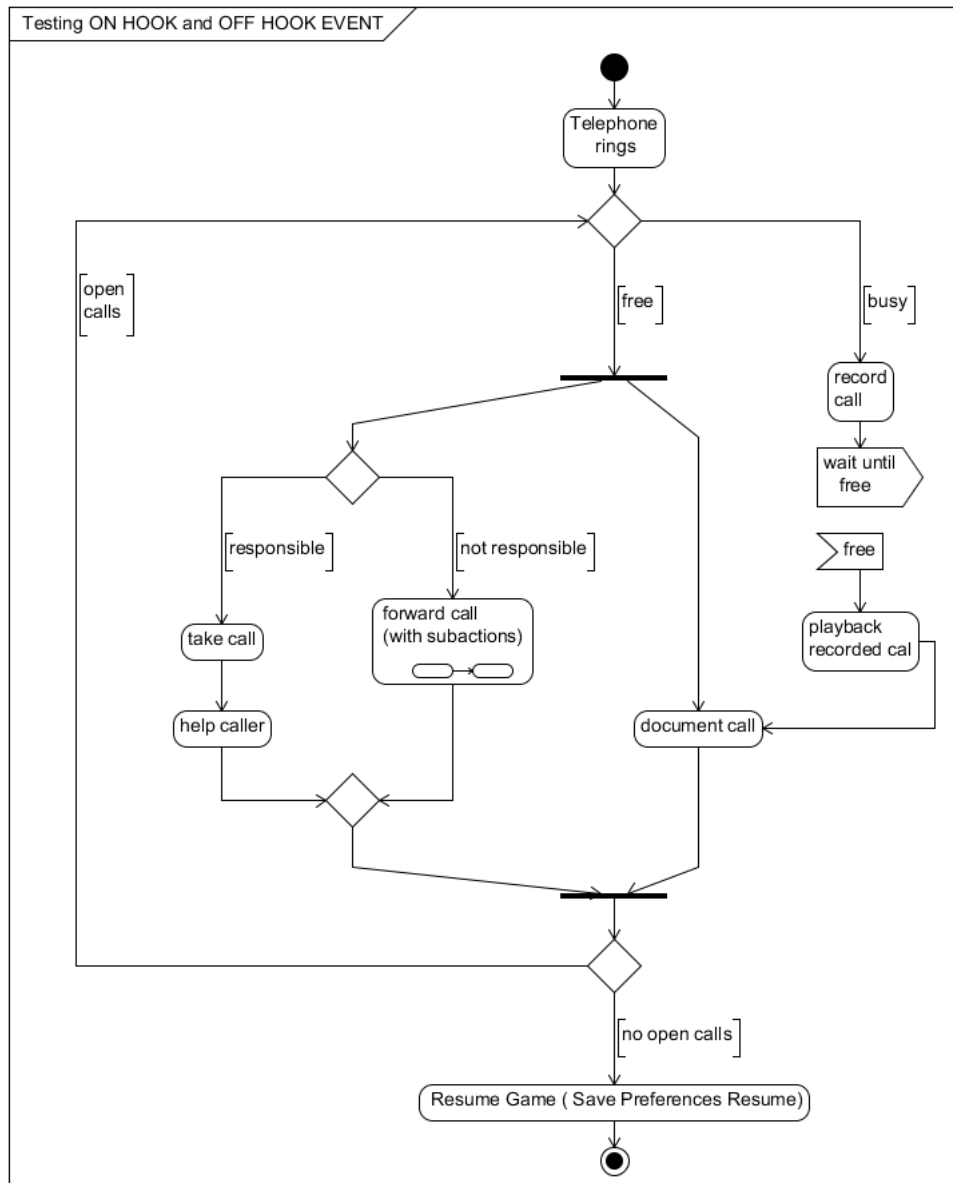 Testing ON HOOK and OFF HOOK EVENT
Telephone
rings
open
calls
free
busy
record
call
wait until
free
responsible
not responsible
free
forward call
(with subactions)
take call
playback
recorded cal
help caller
document call
no open calls
Resume Game ( Save Preferences Resume)